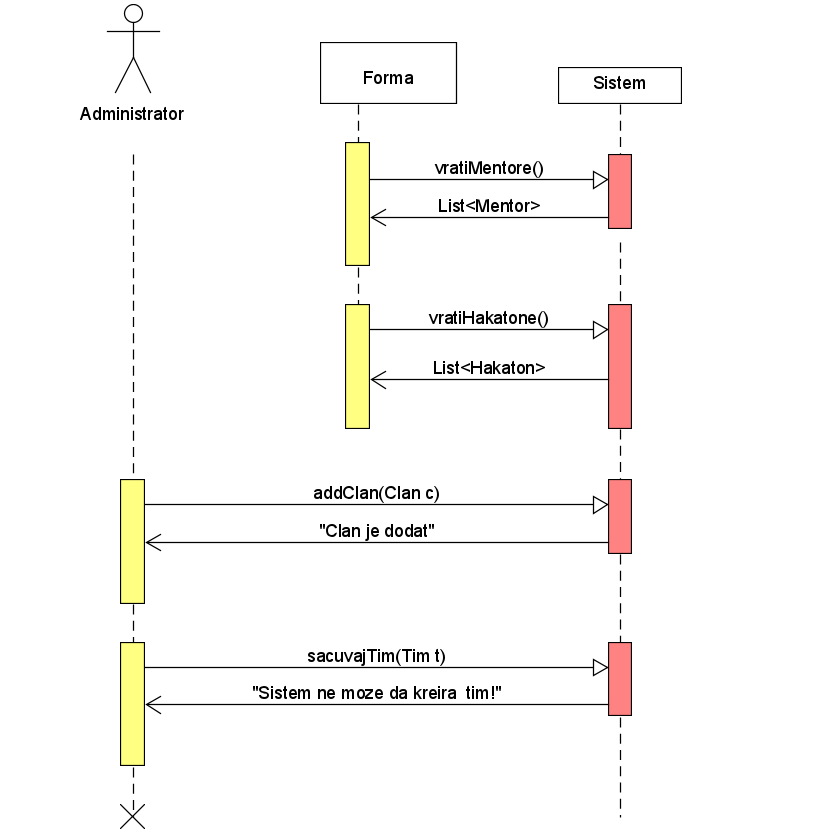 Administrator
Forma
Sistem
vratiMentore()
List<Mentor>
vratiHakatone()
List<Hakaton>
addClan(Clan c)
"Clan je dodat"
sacuvajTim(Tim t)
"Sistem ne moze da kreira  tim!"